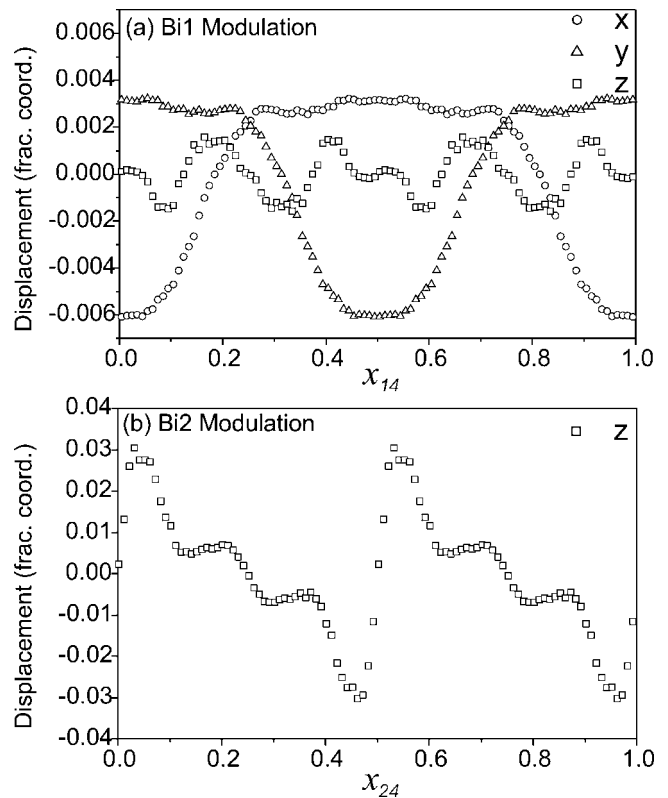 (a) Bi1 Modulation
x
y
z
0.006
0.004
0.002
0.000
-0.002
-0.004
-0.006
Displacement (frac. coord.)
0.0 0.2 0.4 0.6 0.8 1.0
x14
(b) Bi2 Modulation
z
0.04
0.03
0.02
0.01
0.00
-0.01
-0.02
-0.03
-0.04
Displacement (frac. coord.)
0.0 0.2 0.4 0.6 0.8 1.0
x24